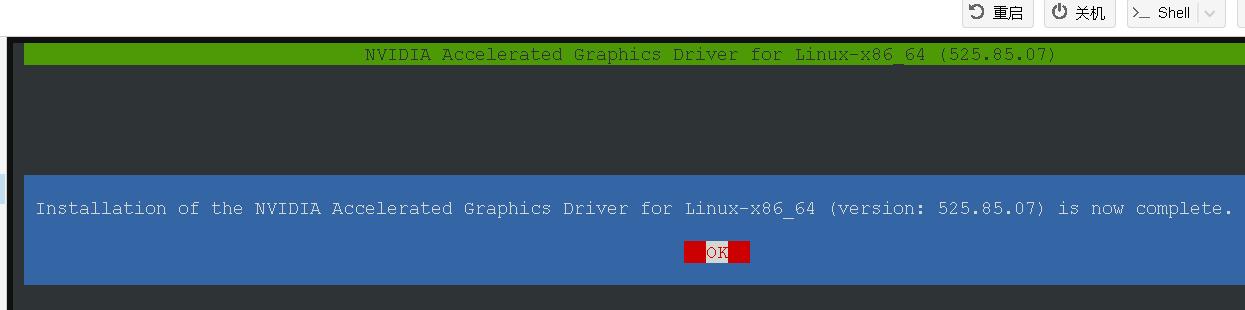 重启 关机 >_ Shell
NVIDIA Accelerated Graphics Driver for Linux-x86_64 (525.85.07)
Installation of the NVIDIA Accelerated Graphics Driver for Linux-x86_64 (version: 525.85.07) is now complete.
OK